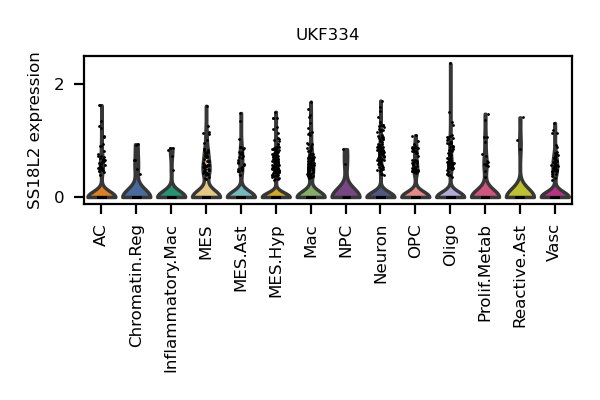 UKF334
SS18L2 expression
2
0
AC
Chromatin.Reg
Inflammatory.Mac
MES
MES.Ast
MES.Hyp
Mac
NPC
Neuron
OPC
Oligo
Prolif.Metab
Reactive.Ast
Vasc